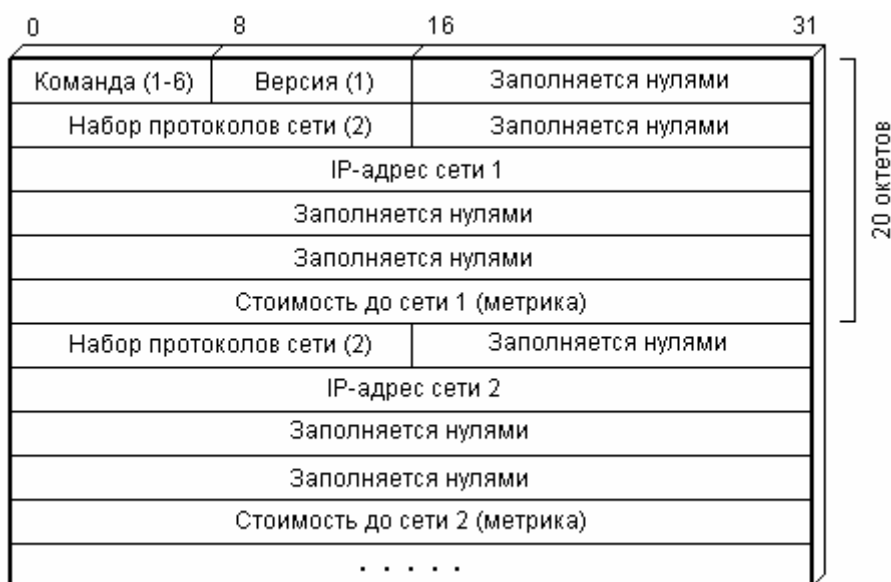 0 8 16 31
Команда (1-6) Версия (1) Заполняется нулями
Набор протоколов сети (2) Заполняется нулями
IP-адрес сети 1
Заполняется нулями
Заполняется нулями
Стоимость до сети 1 (метрика)
20 октетов
Набор протоколов сети (2) Заполняется нулями
IP-адрес сети 2
Заполняется нулями
Заполняется нулями
Стоимость до сети 2 (метрика)
. . . . .